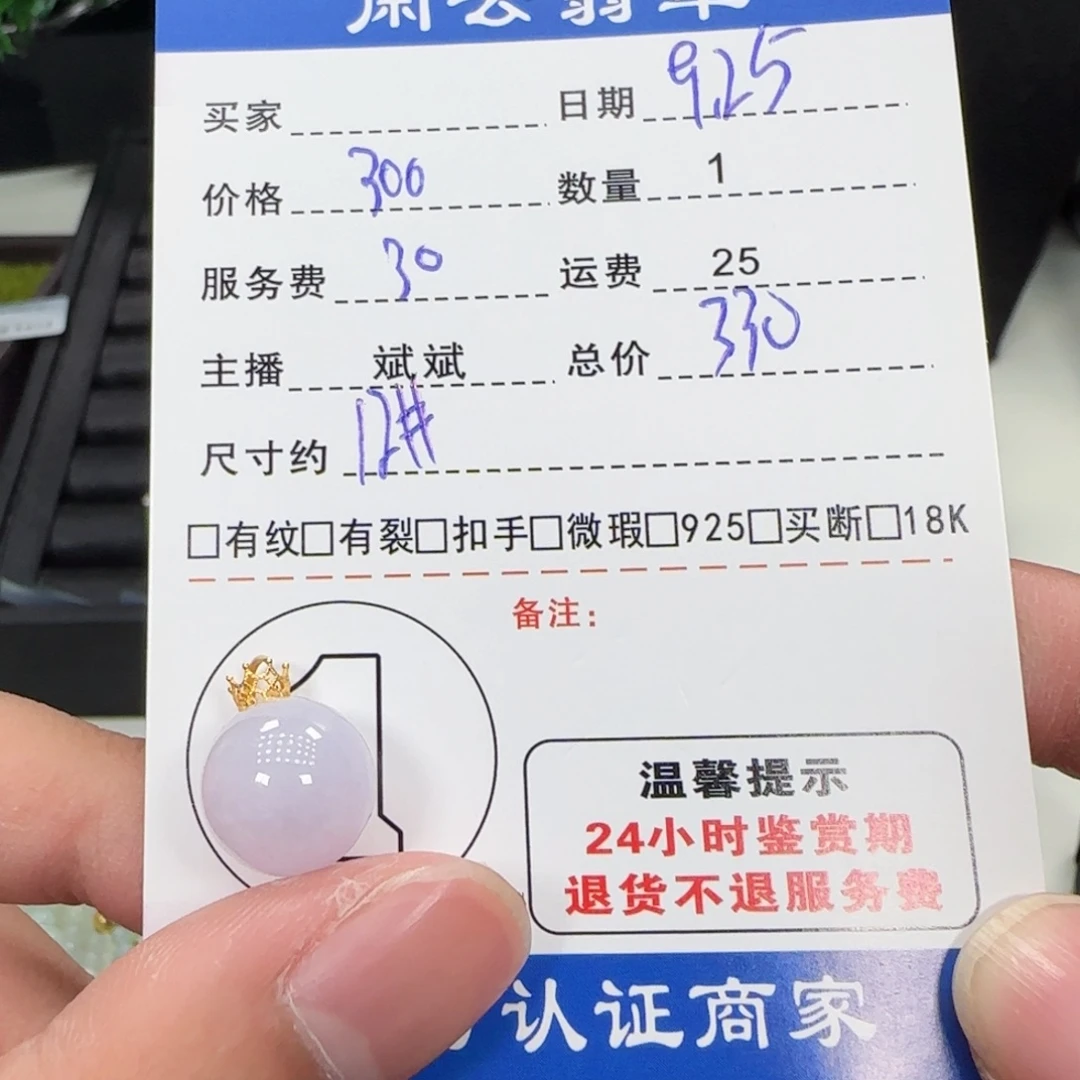 买家 日期 9.25
价格 300 数量 1
服务费 30 运费 25
主播 斌斌 总价 330
尺寸约 12#
□有纹□有裂□扣手□微瑕□925□买断□18K
备注：
1
温馨提示
24小时鉴赏期
退货不退服务费
认证商家